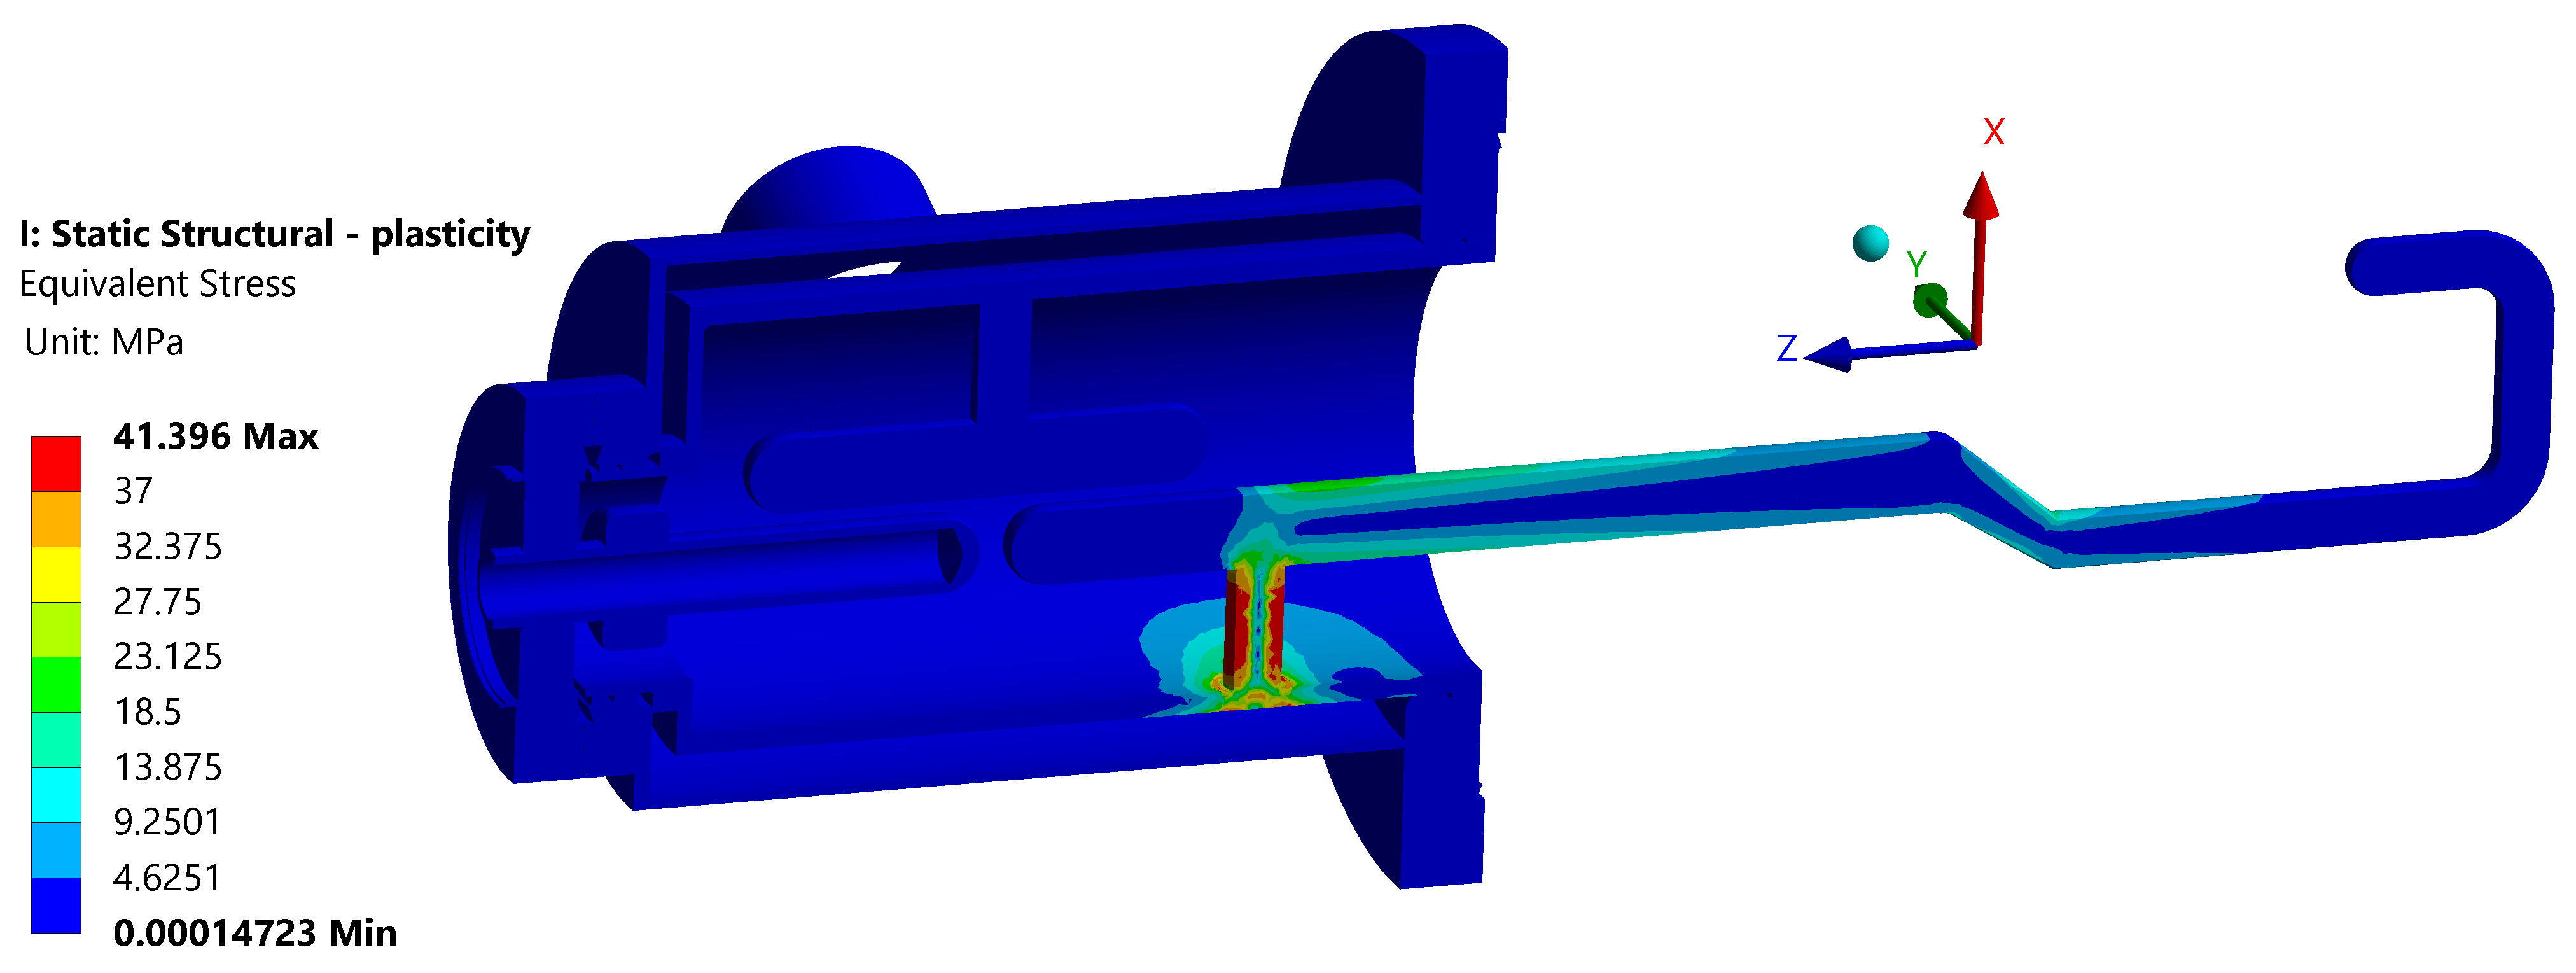 I: Static Structural - plasticity
Equivalent Stress
Unit: MPa
41.396 Max
37
32.375
27.75
23.125
18.5
13.875
9.2501
4.6251
0.00014723 Min
X
Y
Z